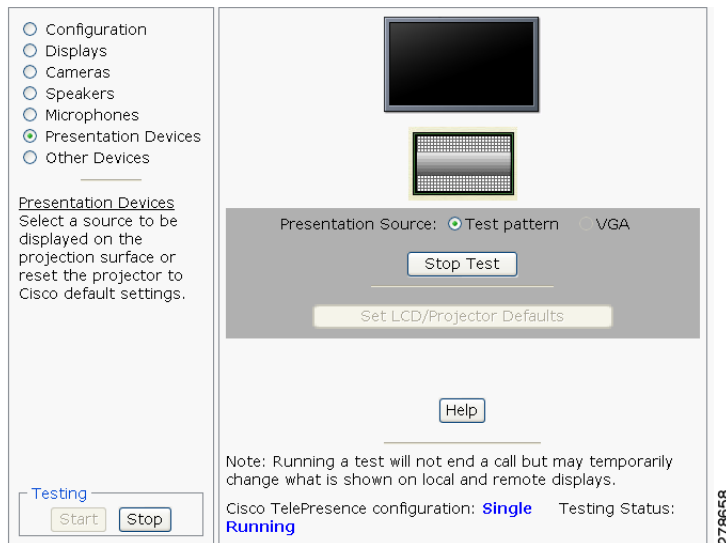 Configuration
Displays
Cameras
Speakers
Microphones
Presentation Devices
Other Devices
Presentation Devices
Select a source to be
displayed on the
projection surface or
reset the projector to
Cisco default settings.
Testing
Start Stop
Presentation Source: Test pattern VGA
Stop Test
Set LCD/Projector Defaults
Help
Note: Running a test will not end a call but may temporarily
change what is shown on local and remote displays.
Cisco TelePresence configuration: Single Testing Status:
Running
278658